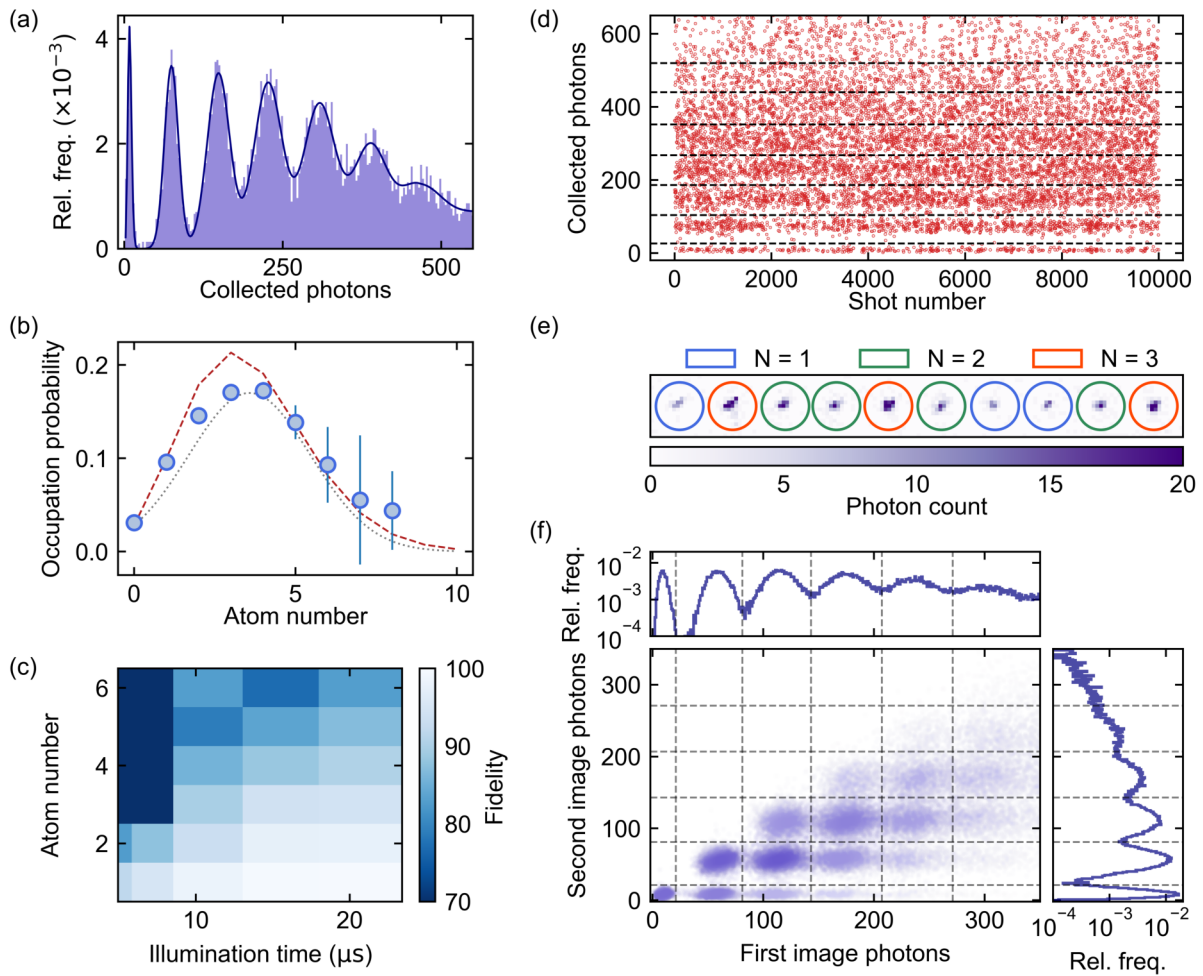 (a)
Rel. freq. (×10⁻³)
4
2
0
0 250 500
Collected photons
(d)
Collected photons
600
400
200
0
0 2000 4000 6000 8000 10000
Shot number
(b)
Occupation probability
0.2
0.1
0.0
0 5 10
Atom number
(e)
N = 1 N = 2 N = 3
0 5 10 15 20
Photon count
(c)
Atom number
6
4
2
10 20
Illumination time (μs)
100
90
80
70
Fidelity
(f)
Rel. freq.
10⁻²
10⁻³
10⁻⁴
Second image photons
300
200
100
0
0 100 200 300
First image photons
10⁻⁴ 10⁻³ 10⁻²
Rel. freq.